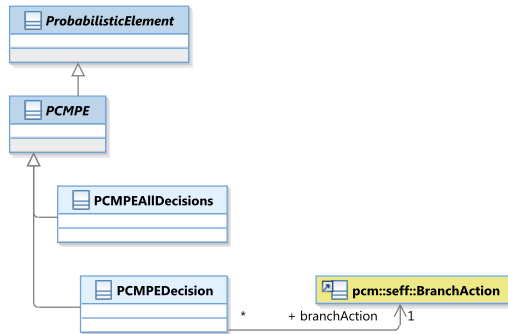 ProbabilisticElement
PCMPE
PCMPEAllDecisions
PCMPEDecision
pcm::seff::BranchAction
* + branchAction 1